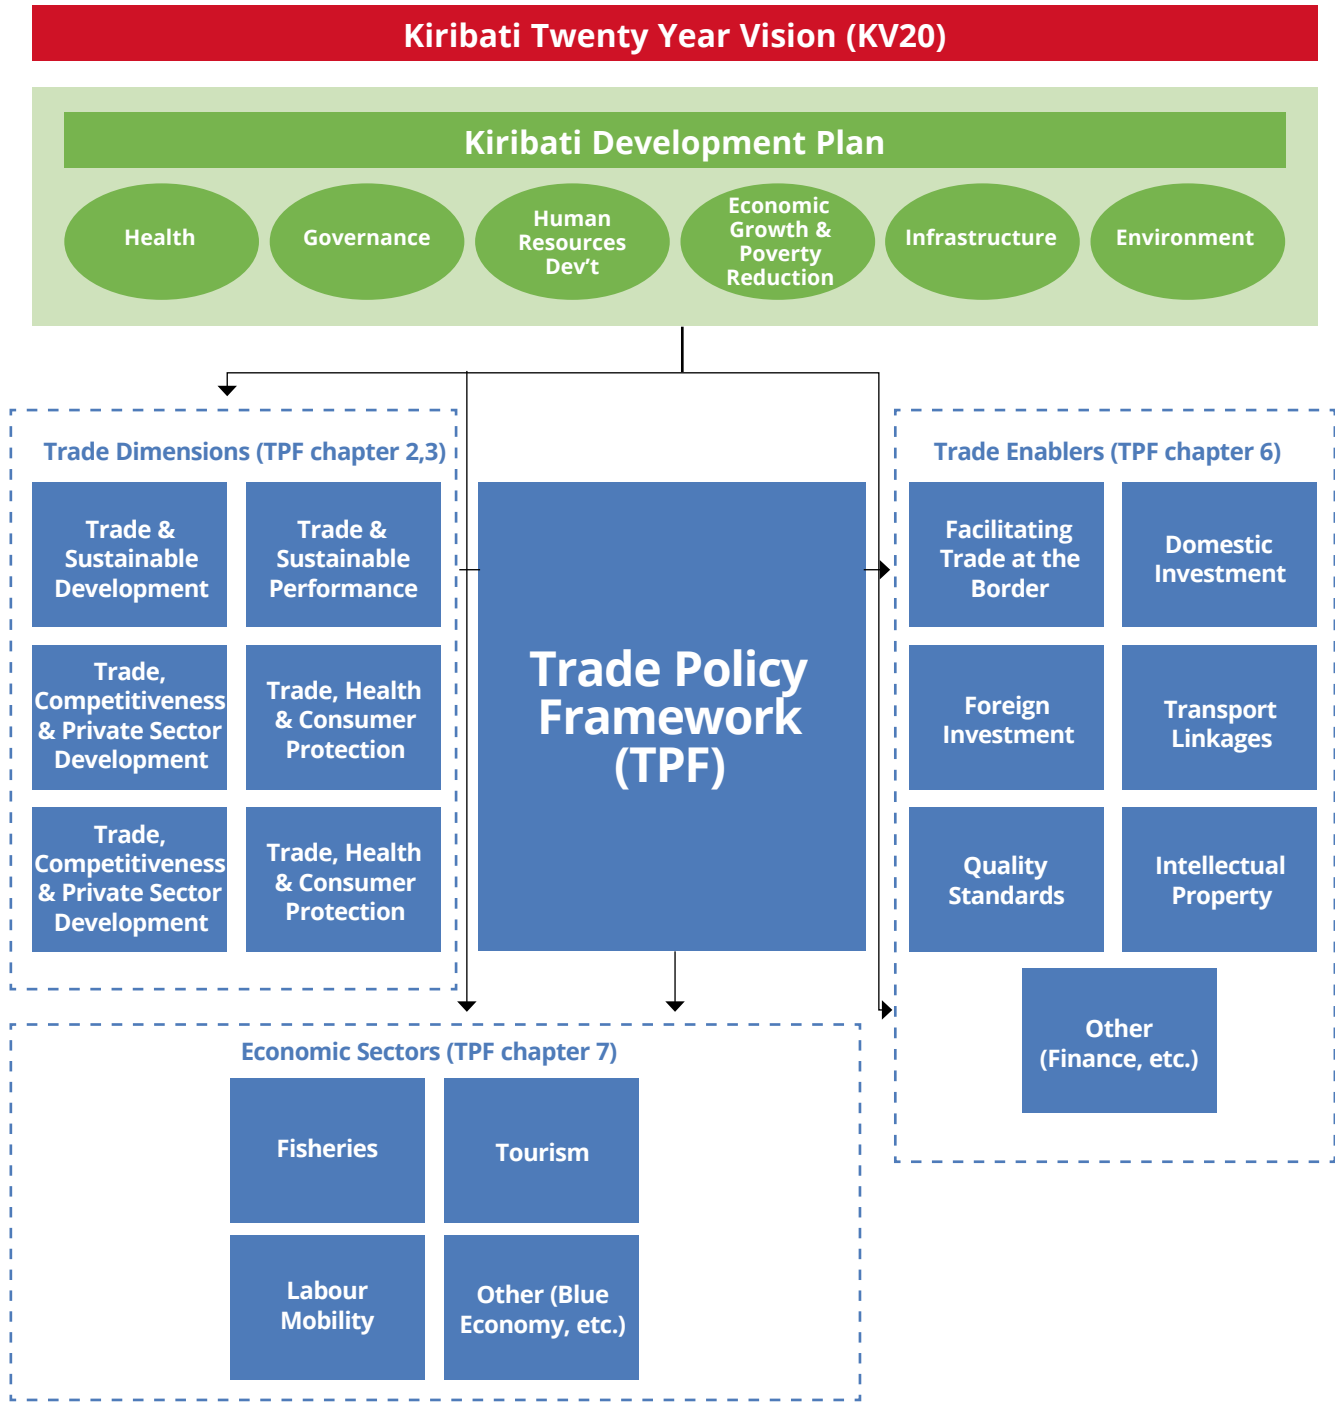 Kiribati Twenty Year Vision (KV20)
Kiribati Development Plan
Health
Governance
Human
Resources
Dev’t
Economic
Growth &
Poverty
Reduction
Infrastructure
Environment
Trade Dimensions (TPF chapter 2,3)
Trade &
Sustainable
Development
Trade &
Sustainable
Performance
Trade,
Competitiveness
& Private Sector
Development
Trade, Health
& Consumer
Protection
Trade,
Competitiveness
& Private Sector
Development
Trade, Health
& Consumer
Protection
Trade Policy
Framework
(TPF)
Trade Enablers (TPF chapter 6)
Facilitating
Trade at the
Border
Domestic
Investment
Foreign
Investment
Transport
Linkages
Quality
Standards
Intellectual
Property
Other
(Finance, etc.)
Economic Sectors (TPF chapter 7)
Fisheries
Tourism
Labour
Mobility
Other (Blue
Economy, etc.)